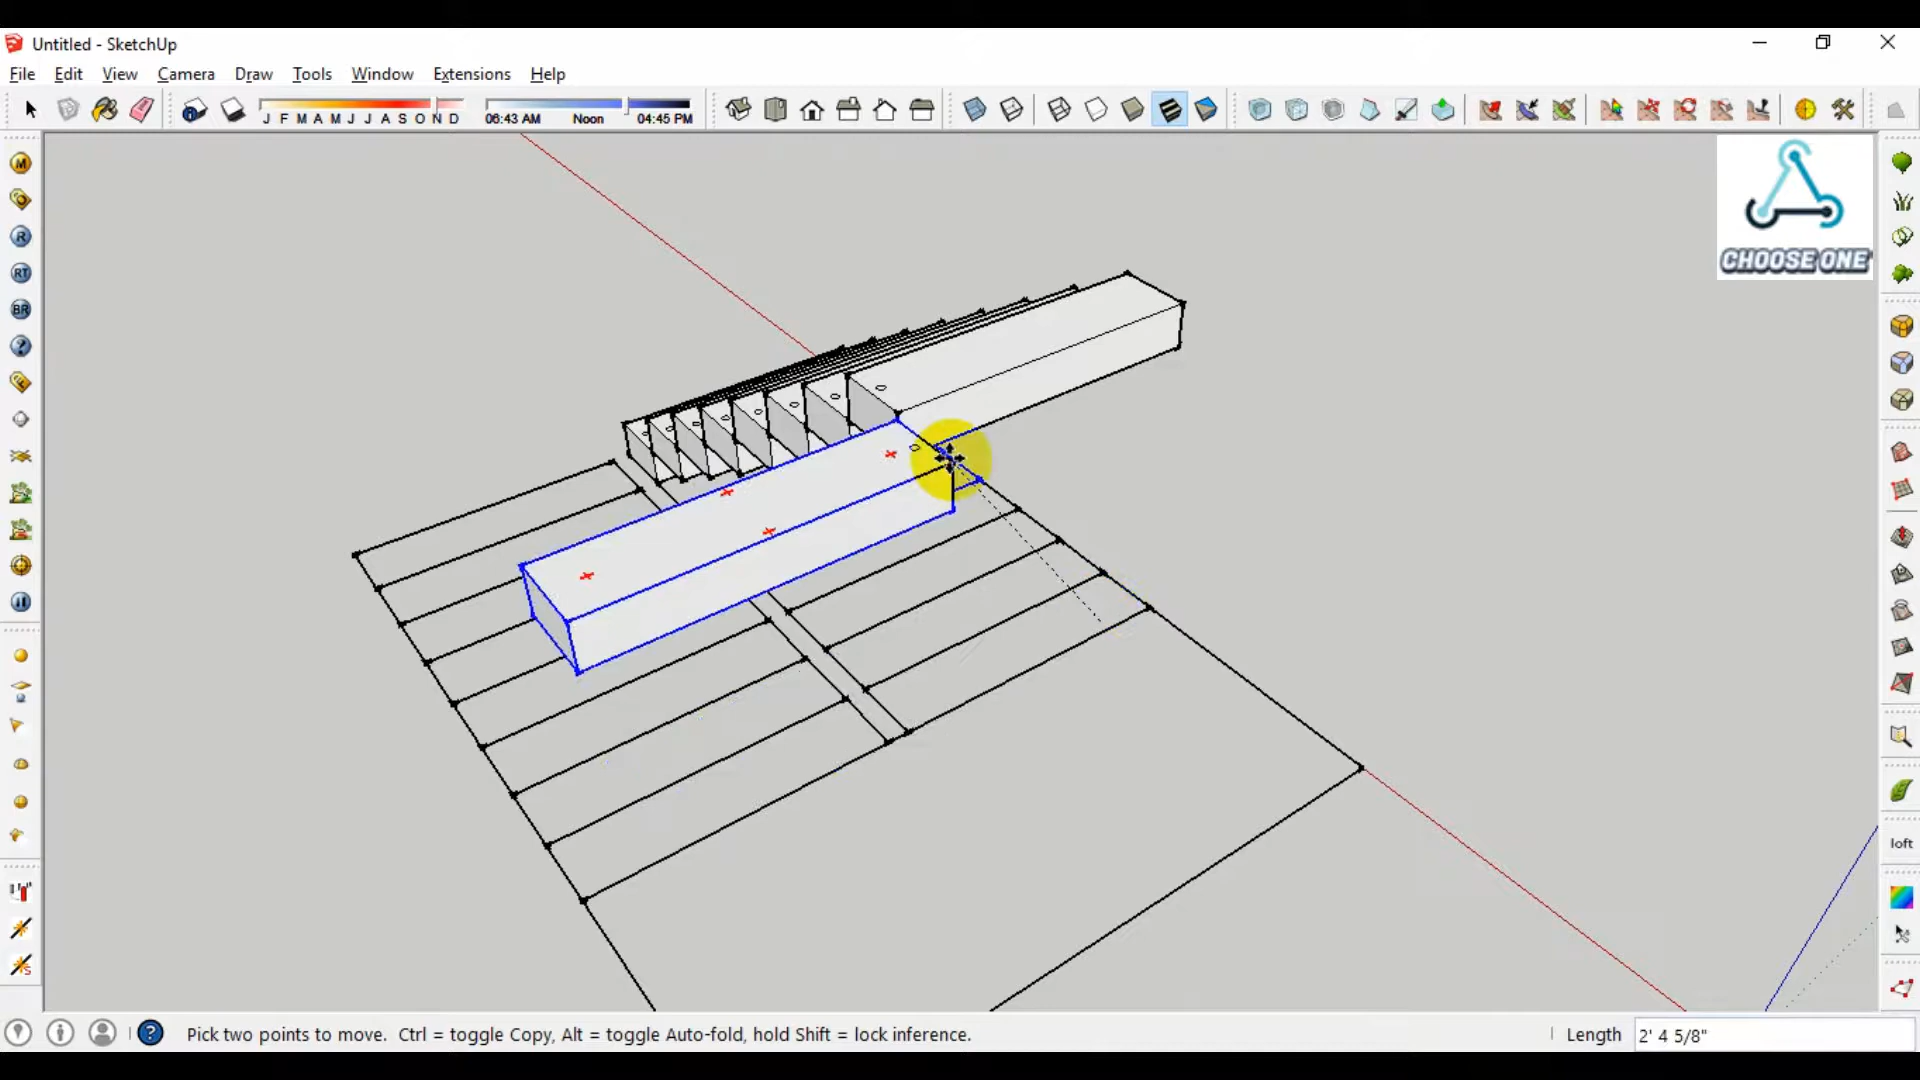 Untitled - SketchUp
File Edit View Camera Draw Tools Window Extensions Help
J F M A M J J A S O N D 06:43 AM Noon 04:45 PM
M
R
RT
BR
CHOOSE ONE
loft
Pick two points to move. Ctrl = toggle Copy, Alt = toggle Auto-fold, hold Shift = lock inference.
Length 2' 4 5/8"